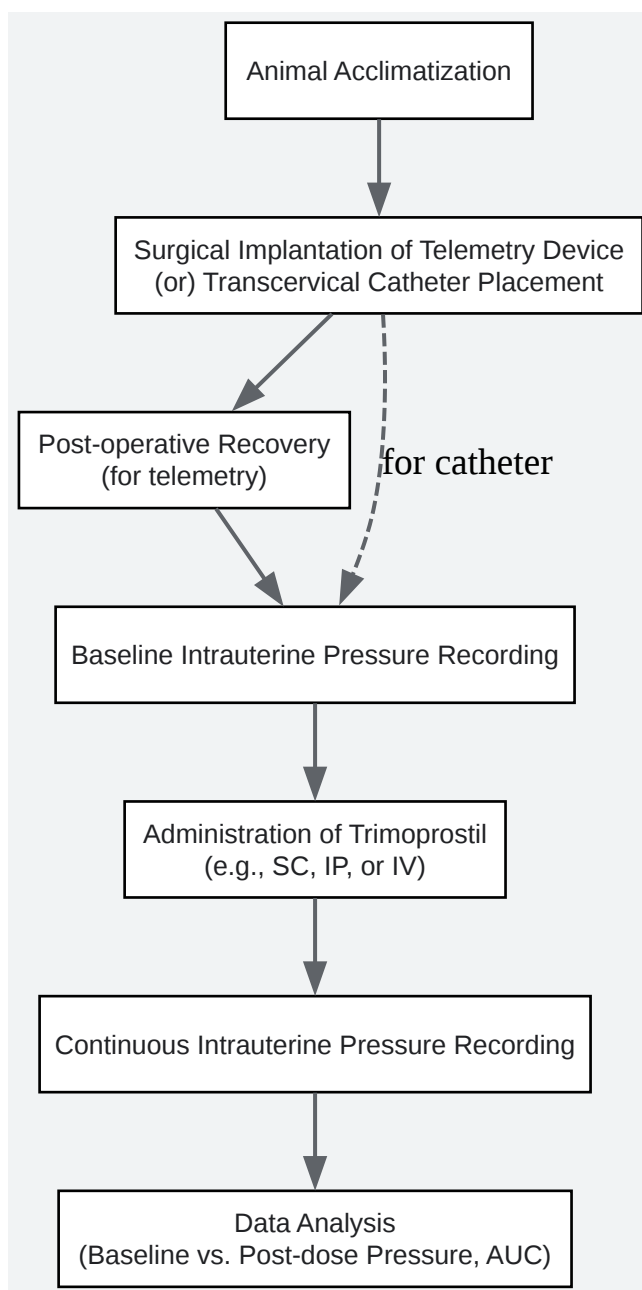 Animal Acclimatization
Surgical Implantation of Telemetry Device
(or) Transcervical Catheter Placement
Post-operative Recovery
(for telemetry)
for catheter
Baseline Intrauterine Pressure Recording
Administration of Trimoprostil
(e.g., SC, IP, or IV)
Continuous Intrauterine Pressure Recording
Data Analysis
(Baseline vs. Post-dose Pressure, AUC)